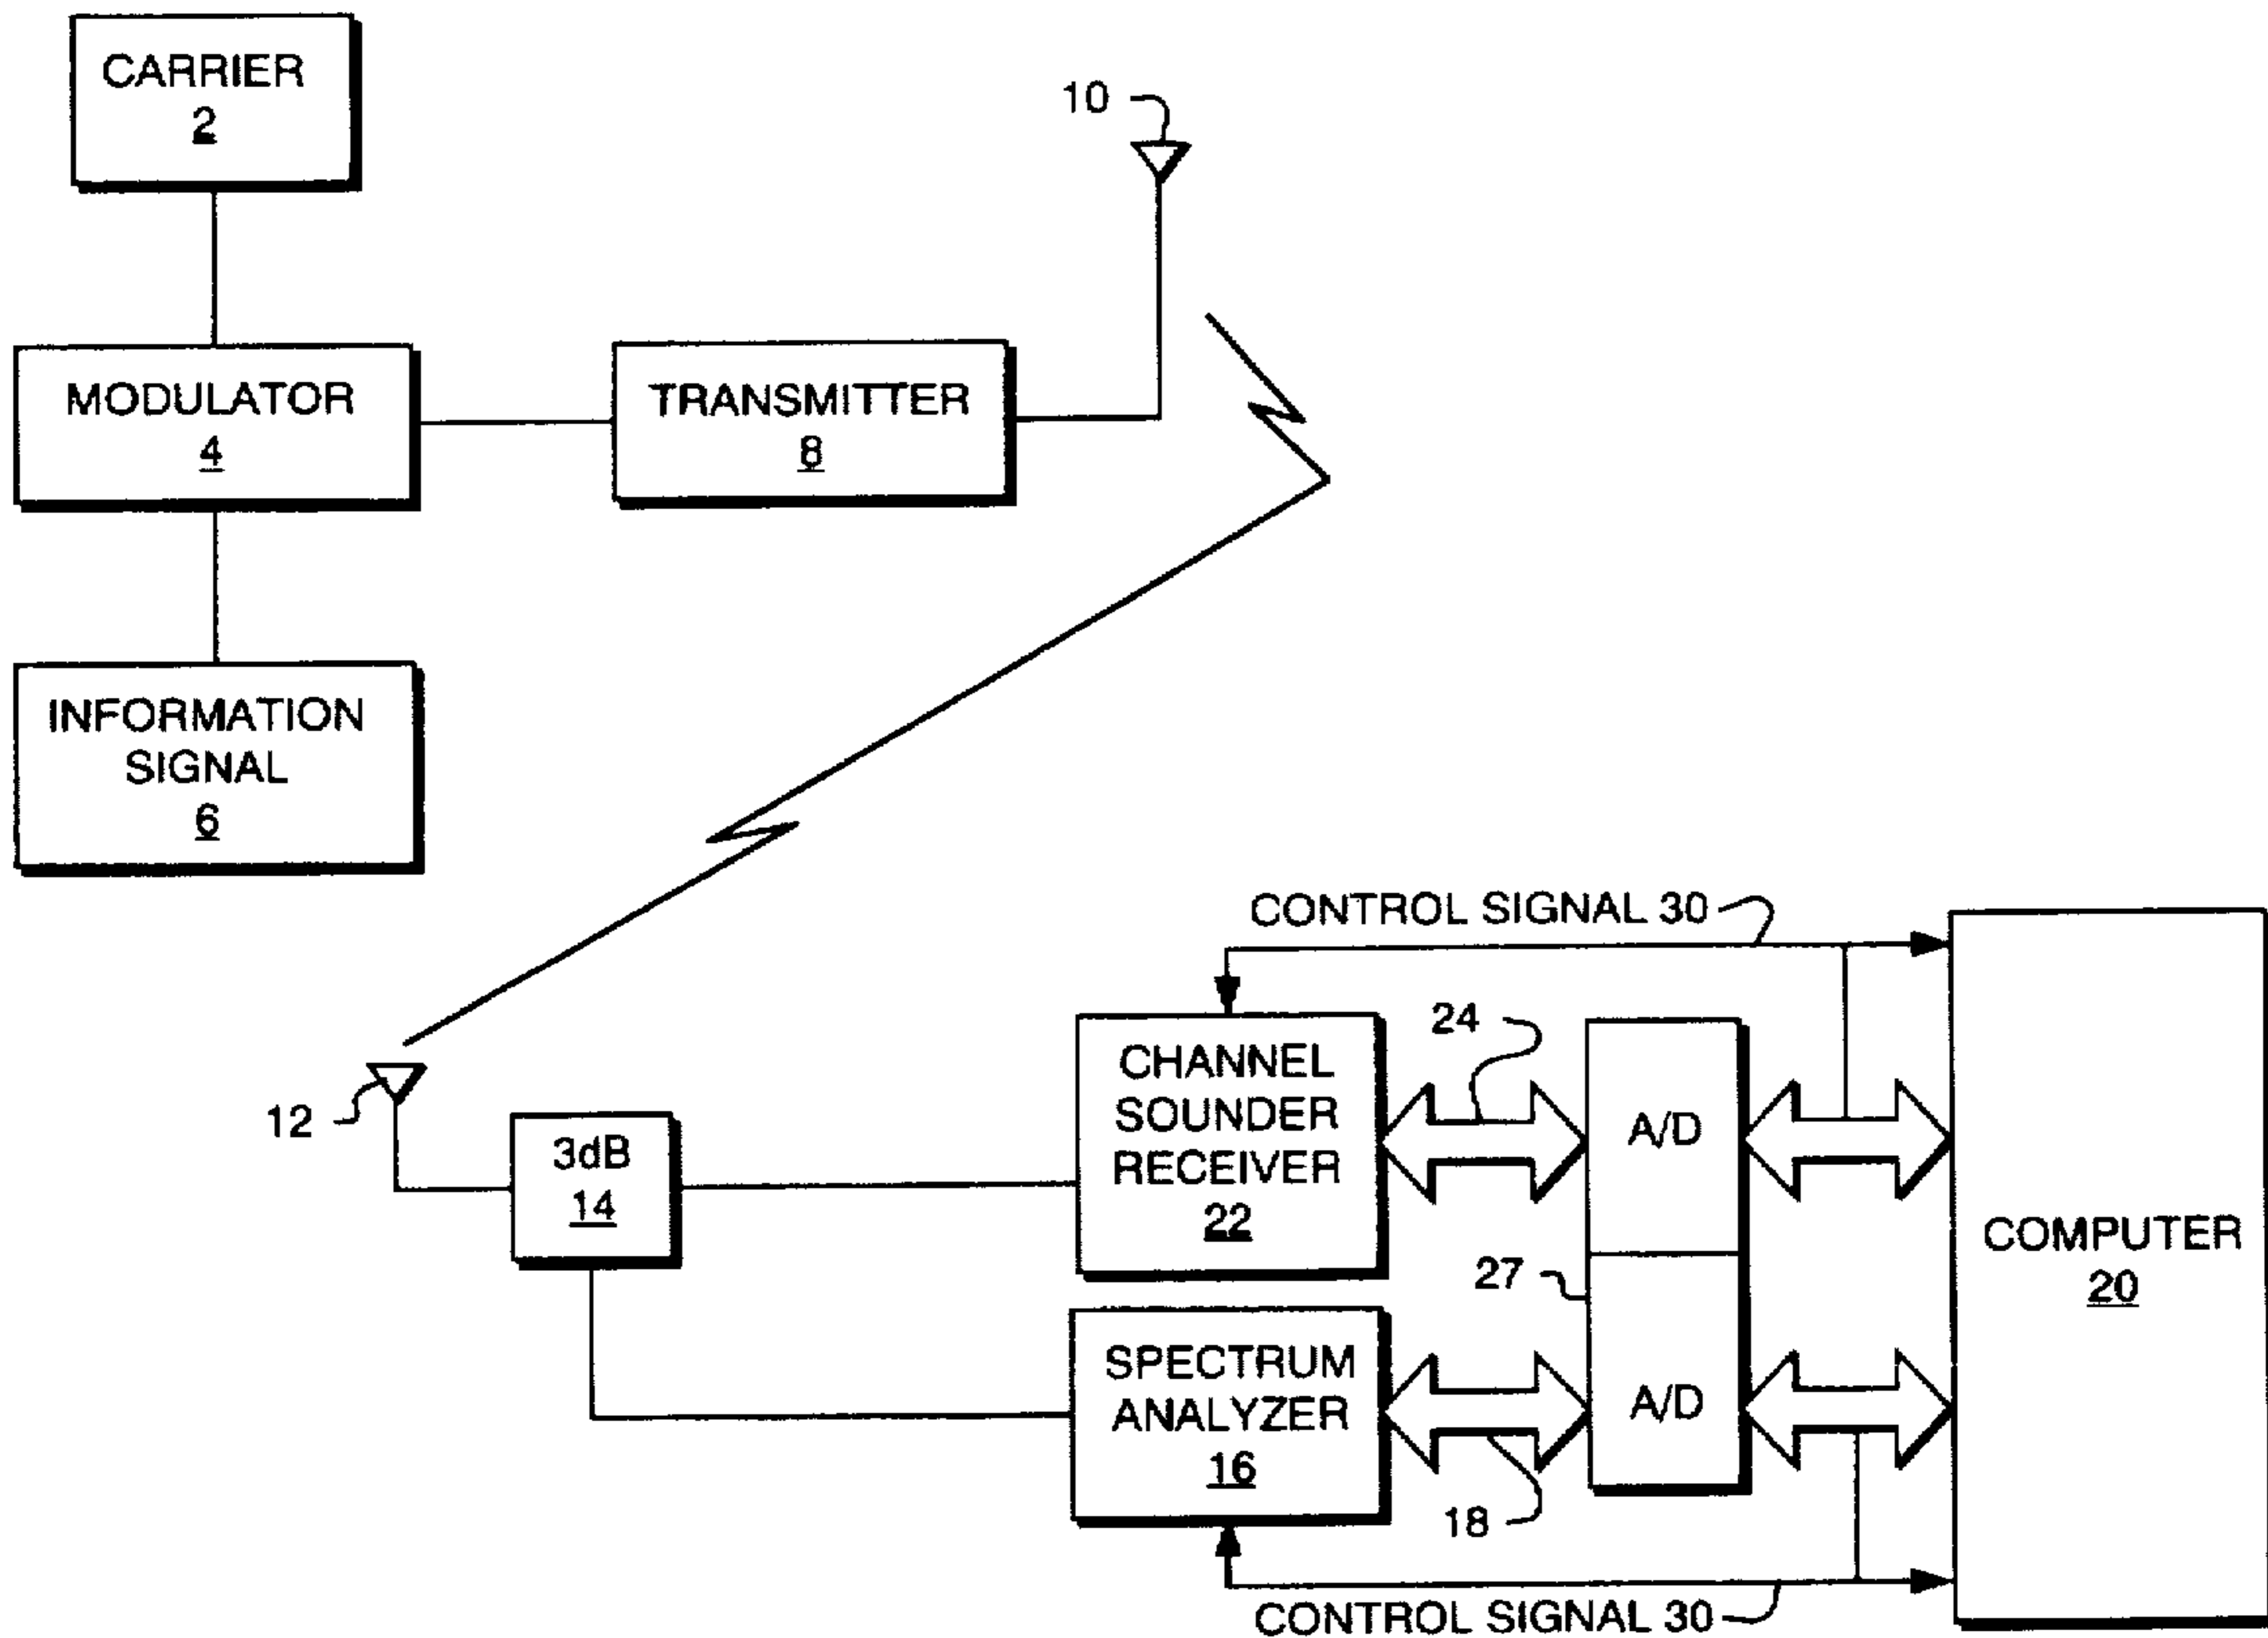 CARRIER
2
10
MODULATOR
4
TRANSMITTER
8
INFORMATION
SIGNAL
6
CONTROL SIGNAL 30
12
3dB
14
CHANNEL
SOUNDER
RECEIVER
22
24
A/D
27
COMPUTER
20
SPECTRUM
ANALYZER
16
18
A/D
CONTROL SIGNAL 30